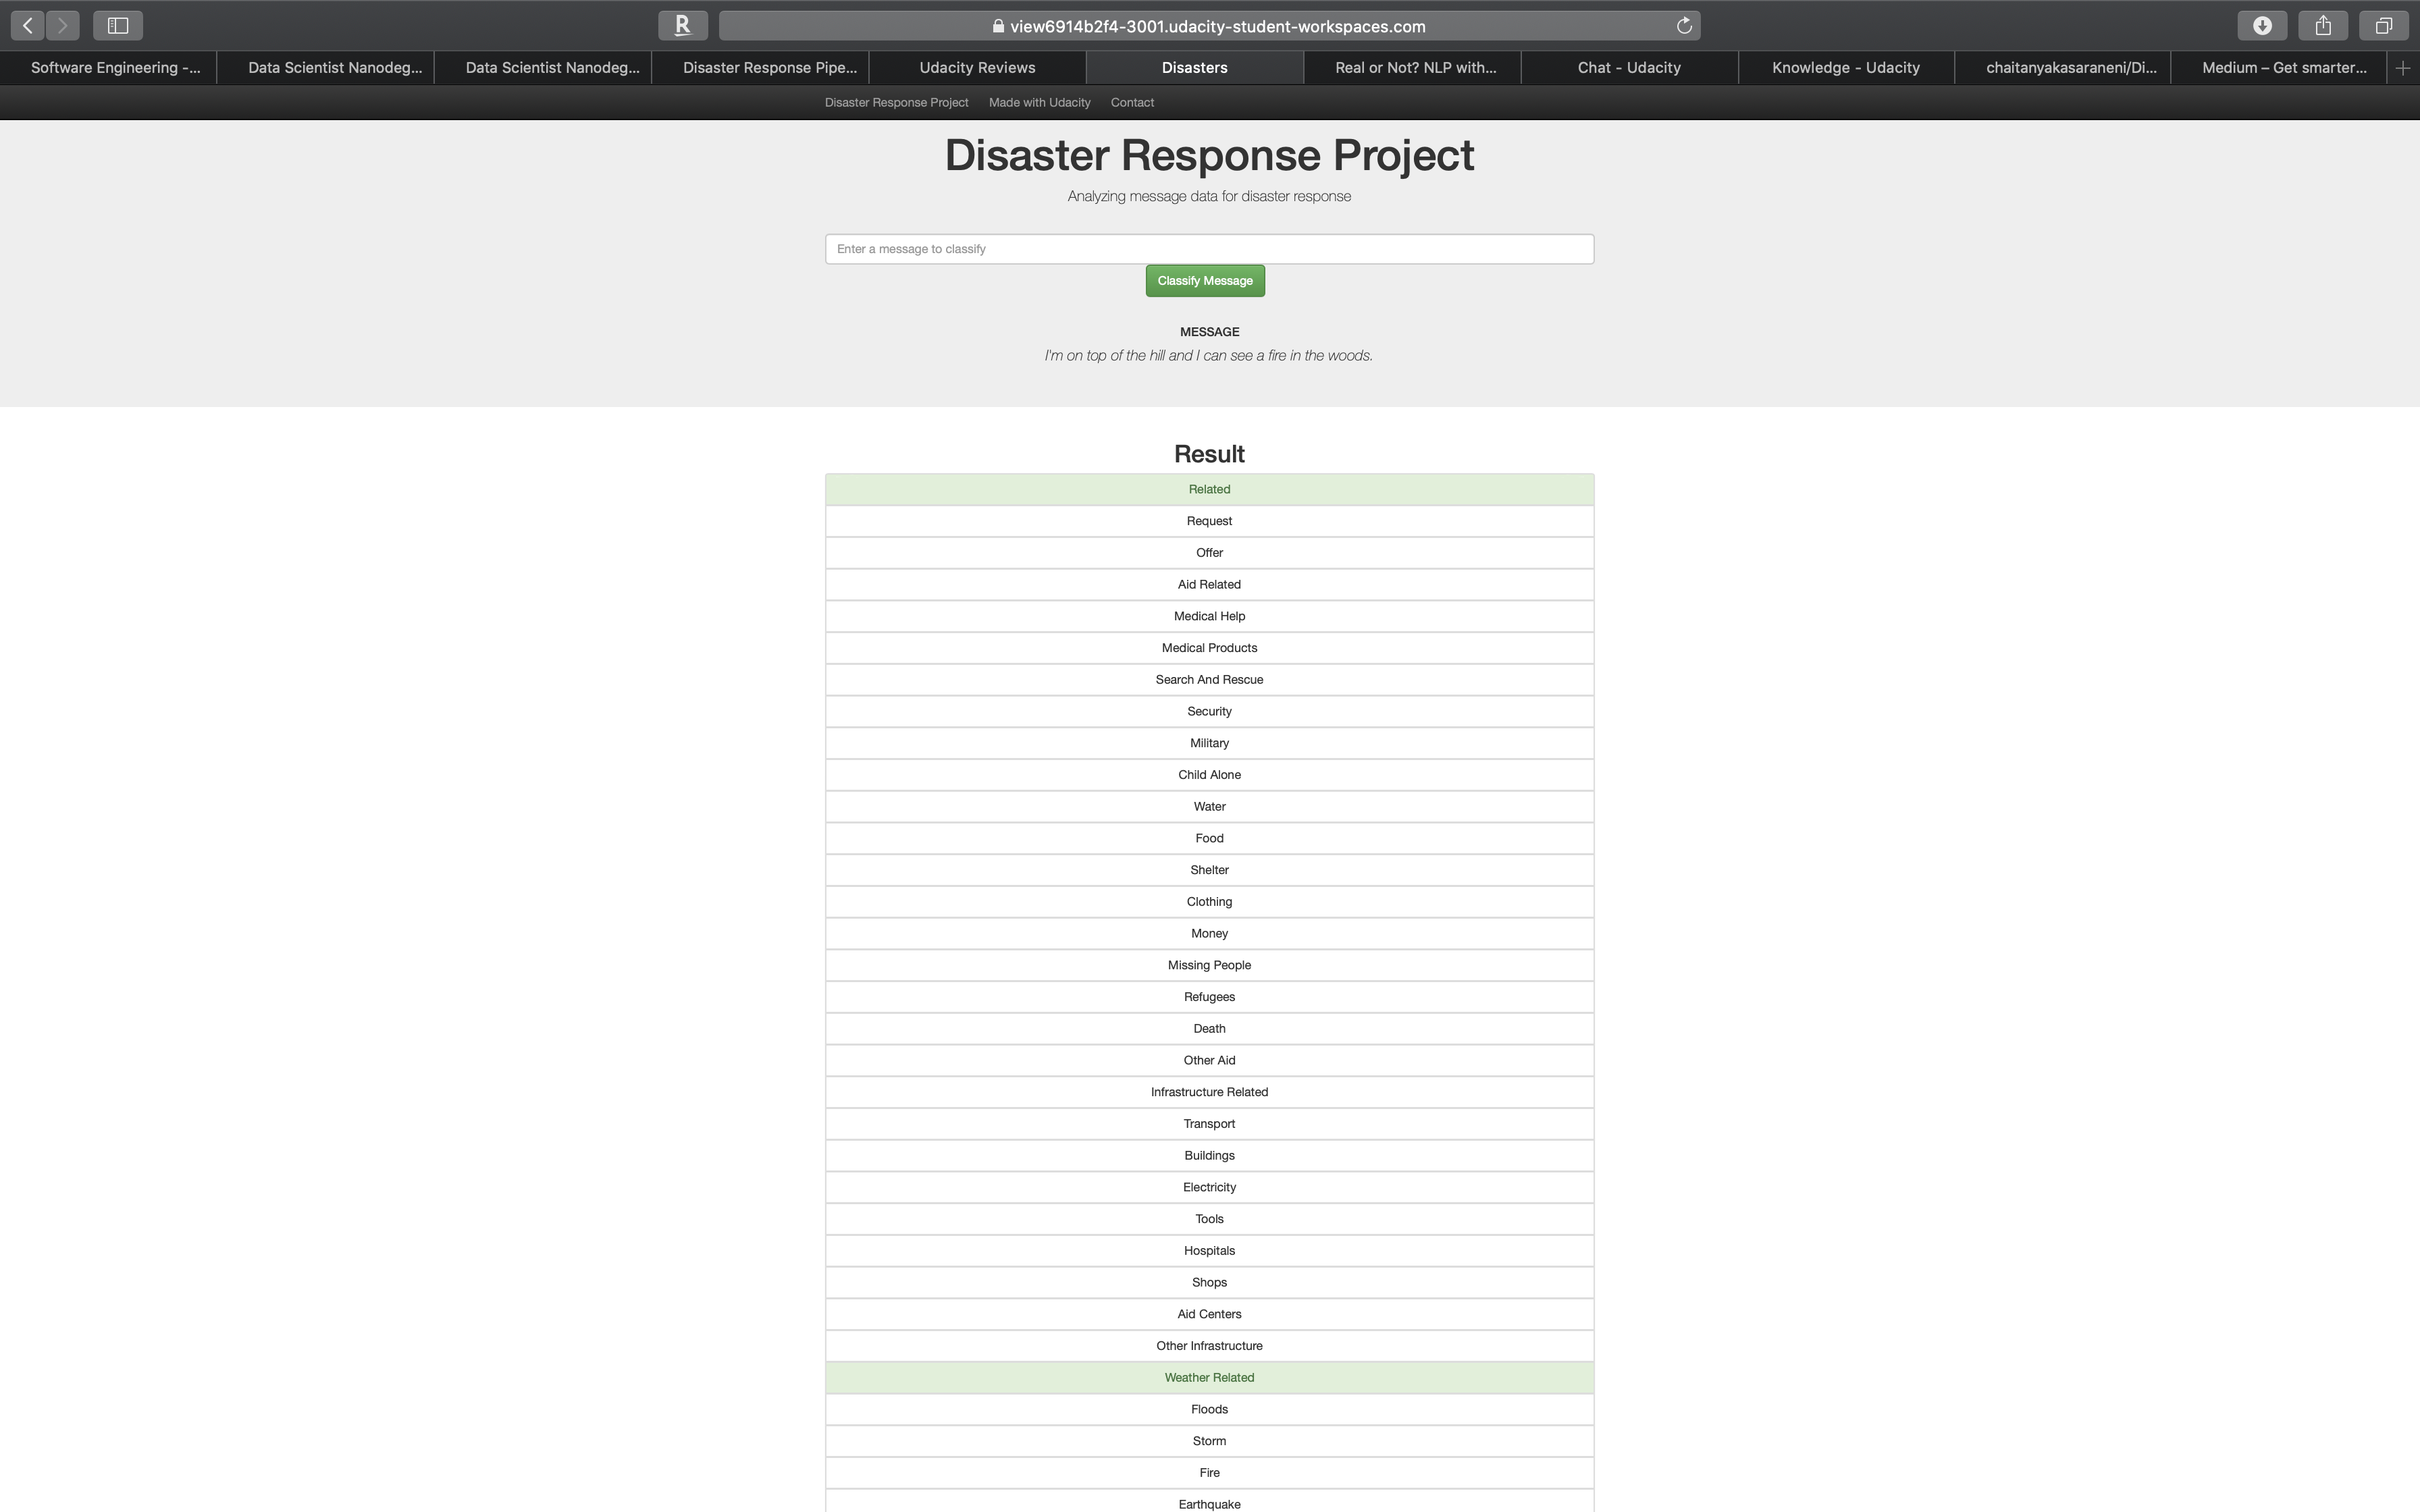 R
view6914b2f4-3001.udacity-student-workspaces.com
Software Engineering -...
Data Scientist Nanodeg...
Data Scientist Nanodeg...
Disaster Response Pipe...
Udacity Reviews
Disasters
Real or Not? NLP with...
Chat - Udacity
Knowledge - Udacity
chaitanyakasaraneni/Di...
Medium – Get smarter...
Disaster Response Project
Made with Udacity
Contact
Disaster Response Project
Analyzing message data for disaster response
Enter a message to classify
Classify Message
MESSAGE
I'm on top of the hill and I can see a fire in the woods.
Result
Related
Request
Offer
Aid Related
Medical Help
Medical Products
Search And Rescue
Security
Military
Child Alone
Water
Food
Shelter
Clothing
Money
Missing People
Refugees
Death
Other Aid
Infrastructure Related
Transport
Buildings
Electricity
Tools
Hospitals
Shops
Aid Centers
Other Infrastructure
Weather Related
Floods
Storm
Fire
Earthquake